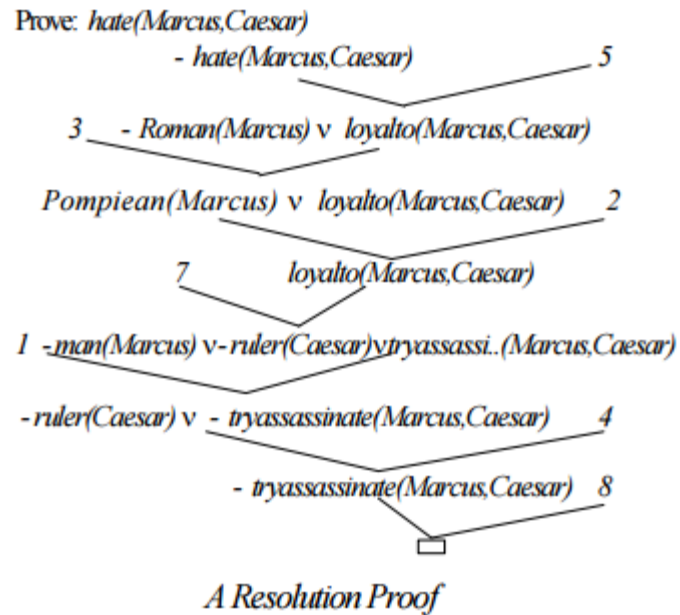 Prove: hate(Marcus,Caesar)
- hate(Marcus,Caesar) 5
3 - Roman(Marcus) v loyalto(Marcus,Caesar)
Pompiean(Marcus) v loyalto(Marcus,Caesar) 2
7 loyalto(Marcus,Caesar)
1 -man(Marcus) v-ruler(Caesar)vtryassassi..(Marcus,Caesar)
-ruler(Caesar) v - tryassassinate(Marcus,Caesar) 4
- tryassassinate(Marcus,Caesar) 8
A Resolution Proof